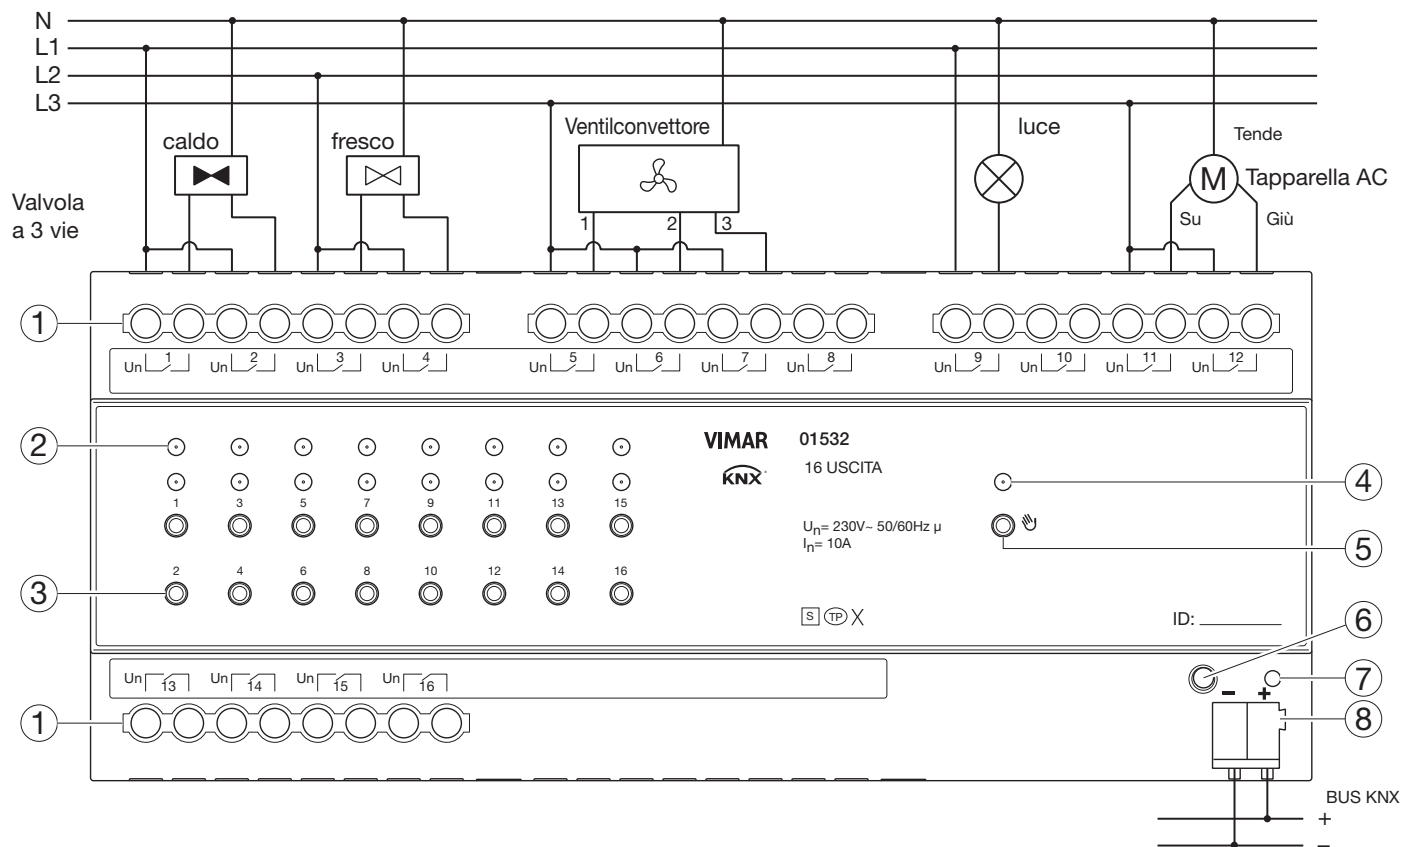 N
L1
L2
L3
caldo
fresco
Ventilconvettore
luce
Tende
M
Tapparella AC
Valvola
a 3 vie
1
2
3
Su
Giù
1
Un 1 Un 2 Un 3 Un 4 Un 5 Un 6 Un 7 Un 8 Un 9 Un 10 Un 11 Un 12
2
VIMAR 01532
KNX 16 USCITA
4
1 3 5 7 9 11 13 15
Un= 230V~ 50/60Hz µ
In= 10A
5
2 4 6 8 10 12 14 16
3
S TP X
ID: ________
6
Un 13 Un 14 Un 15 Un 16
7
- +
1
8
BUS KNX
+
–